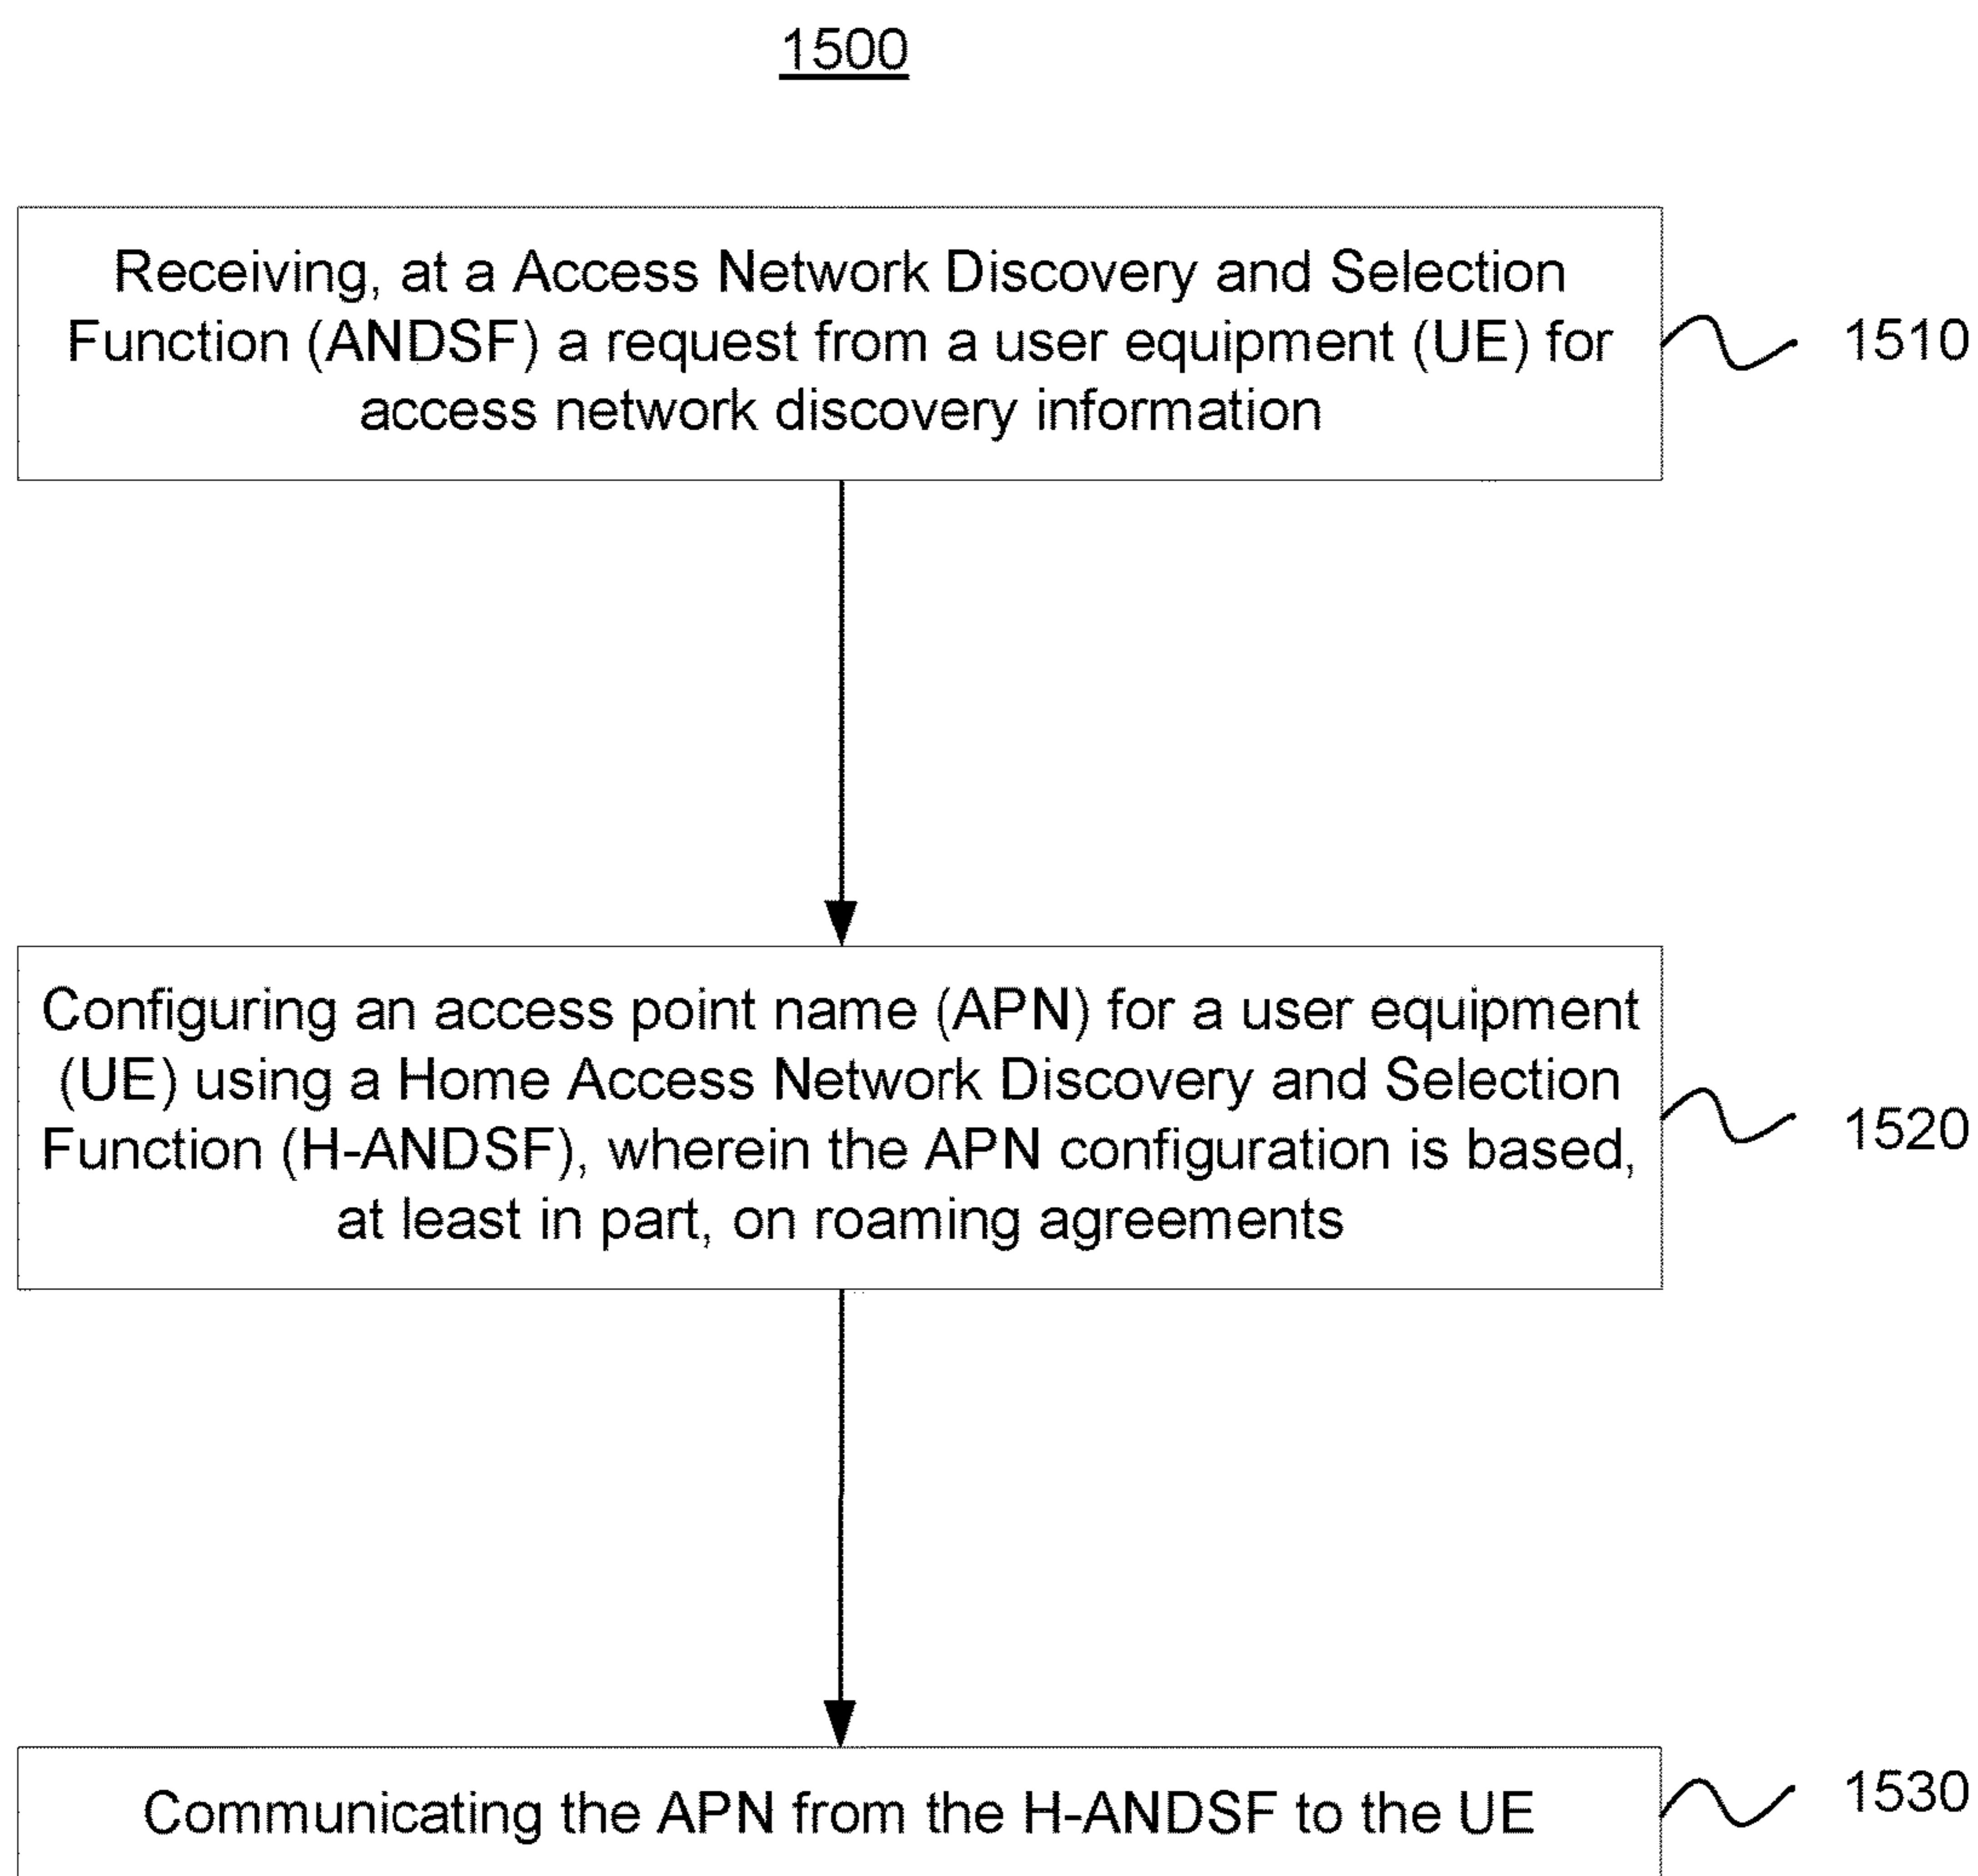 1500
Receiving, at a Access Network Discovery and Selection
Function (ANDSF) a request from a user equipment (UE) for
access network discovery information
1510
Configuring an access point name (APN) for a user equipment
(UE) using a Home Access Network Discovery and Selection
Function (H-ANDSF), wherein the APN configuration is based,
at least in part, on roaming agreements
1520
Communicating the APN from the H-ANDSF to the UE
1530